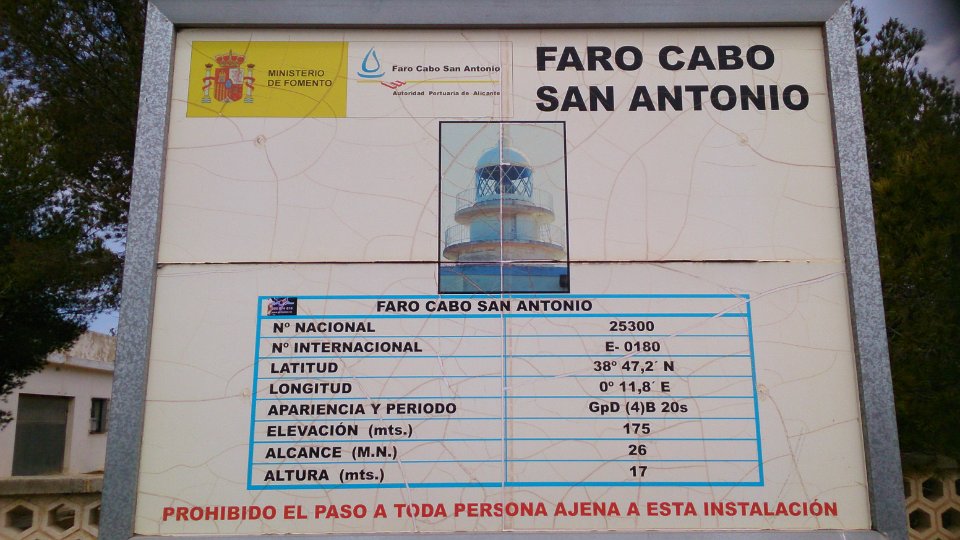 MINISTERIO
DE FOMENTO
Faro Cabo San Antonio
Autoridad Portuaria de Alicante
FARO CABO
SAN ANTONIO
FARO CABO SAN ANTONIO
Nº NACIONAL 25300
Nº INTERNACIONAL E- 0180
LATITUD 38º 47,2´ N
LONGITUD 0º 11,8´ E
APARIENCIA Y PERIODO GpD (4)B 20s
ELEVACIÓN (mts.) 175
ALCANCE (M.N.) 26
ALTURA (mts.) 17
PROHIBIDO EL PASO A TODA PERSONA AJENA A ESTA INSTALACIÓN